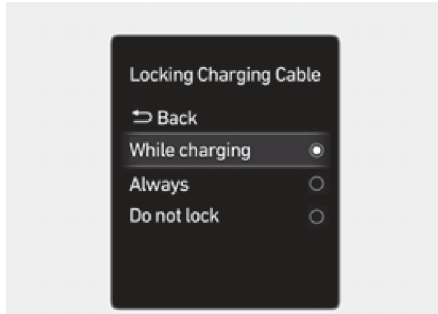 Locking Charging Cable
Back
While charging
Always
Do not lock